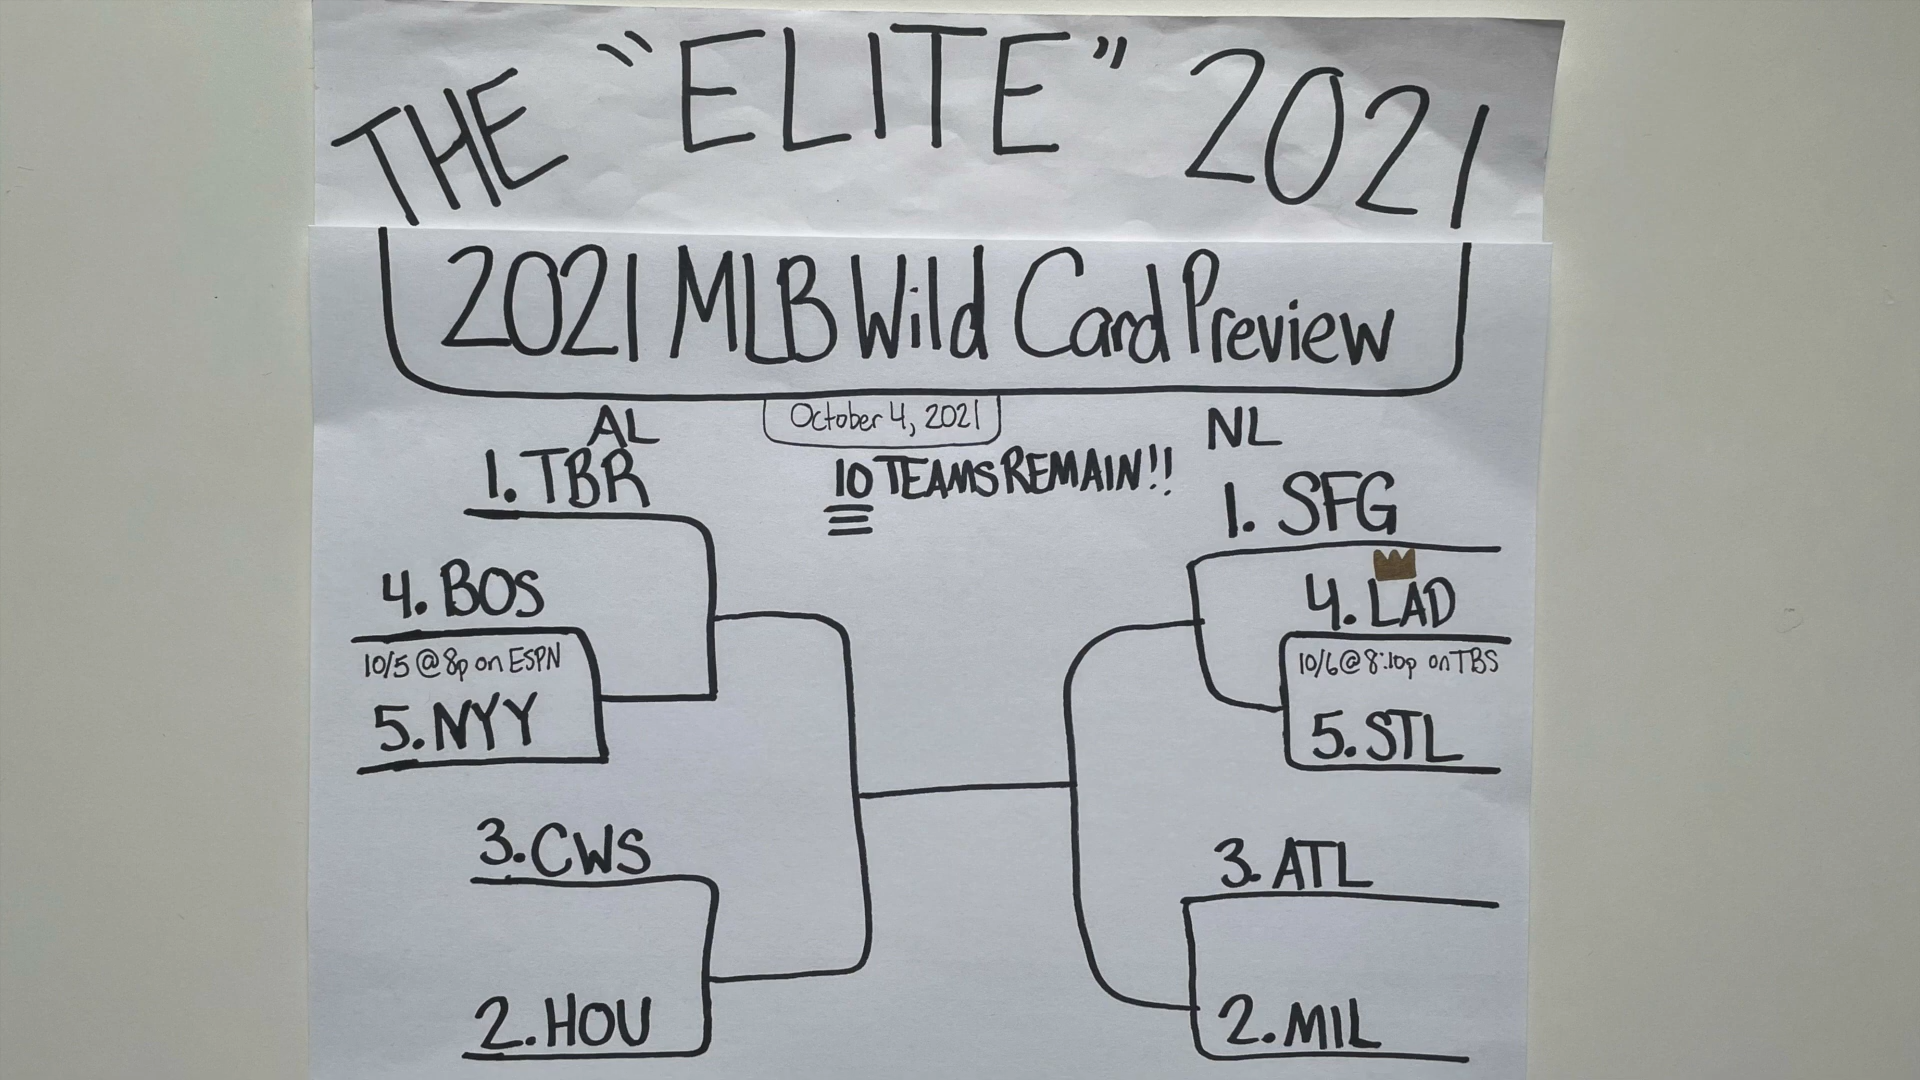 THE "ELITE" 2021
2021 MLB Wild Card Preview
October 4, 2021
10 TEAMS REMAIN!!
AL
1. TBR
4. BOS
10/5 @ 8p on ESPN
5. NYY
3. CWS
2. HOU
NL
1. SFG
4. LAD
10/6 @ 8:10p on TBS
5. STL
3. ATL
2. MIL